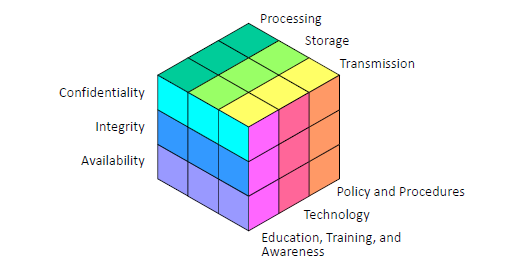 Processing
Storage
Transmission
Confidentiality
Integrity
Availability
Policy and Procedures
Technology
Education, Training, and
Awareness